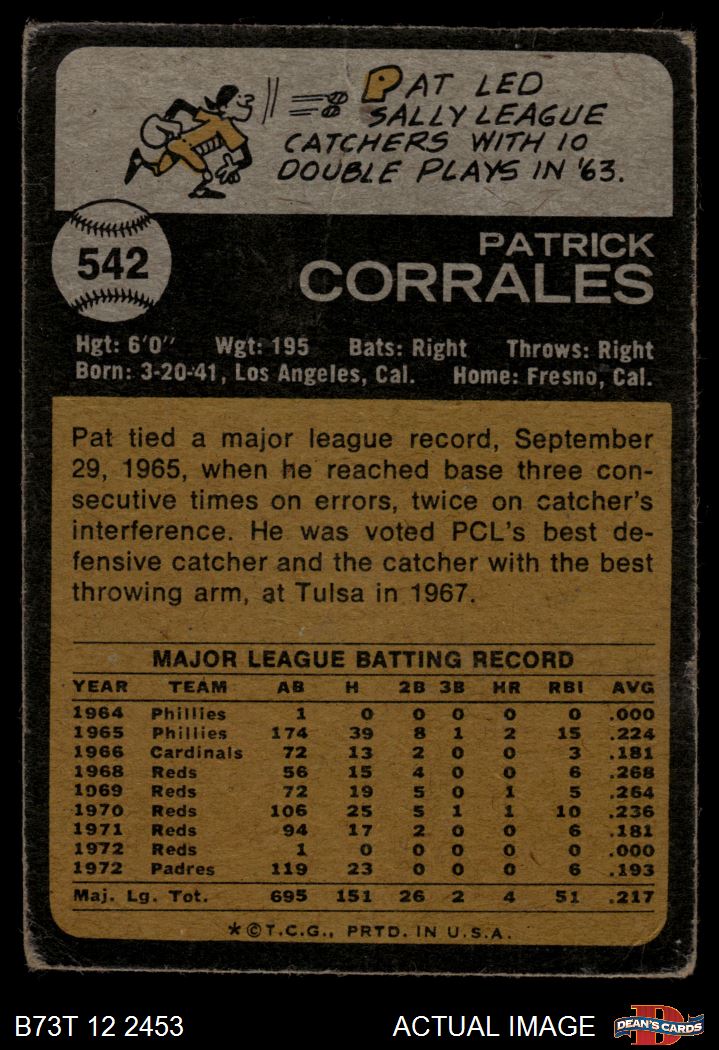 PAT LED
SALLY LEAGUE
CATCHERS WITH 10
DOUBLE PLAYS IN '63.
542
PATRICK
CORRALES
Hgt: 6'0" Wgt: 195 Bats: Right Throws: Right
Born: 3-20-41, Los Angeles, Cal. Home: Fresno, Cal.
Pat tied a major league record, September
29, 1965, when he reached base three con-
secutive times on errors, twice on catcher's
interference. He was voted PCL's best de-
fensive catcher and the catcher with the best
throwing arm, at Tulsa in 1967.
MAJOR LEAGUE BATTING RECORD
YEAR TEAM AB H 2B 3B HR RBI AVG
1964 Phillies 1 0 0 0 0 0 .000
1965 Phillies 174 39 8 1 2 15 .224
1966 Cardinals 72 13 2 0 0 3 .181
1968 Reds 56 15 4 0 0 6 .268
1969 Reds 72 19 5 0 1 5 .264
1970 Reds 106 25 5 1 1 10 .236
1971 Reds 94 17 2 0 0 6 .181
1972 Reds 1 0 0 0 0 0 .000
1972 Padres 119 23 0 0 0 6 .193
Maj. Lg. Tot. 695 151 26 2 4 51 .217
*©T.C.G., PRTD. IN U.S.A.
B73T 12 2453 ACTUAL IMAGE
D
DEAN'S CARDS